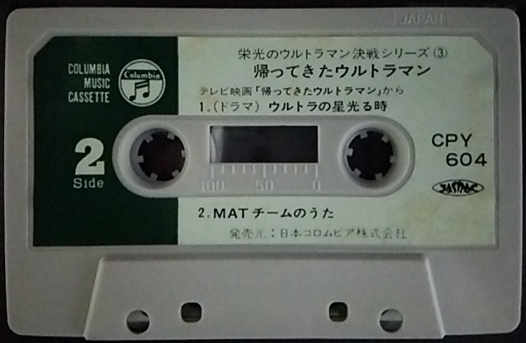 JAPAN
COLUMBIA
MUSIC
CASSETTE
Columbia
栄光のウルトラマン決戦シリーズ③
帰ってきたウルトラマン
テレビ映画「帰ってきたウルトラマン」から
1.(ドラマ) ウルトラの星光る時
2
Side
CPY
604
100 50 0
JASRAC
2.MATチームのうた
発売元:日本コロムビア株式会社